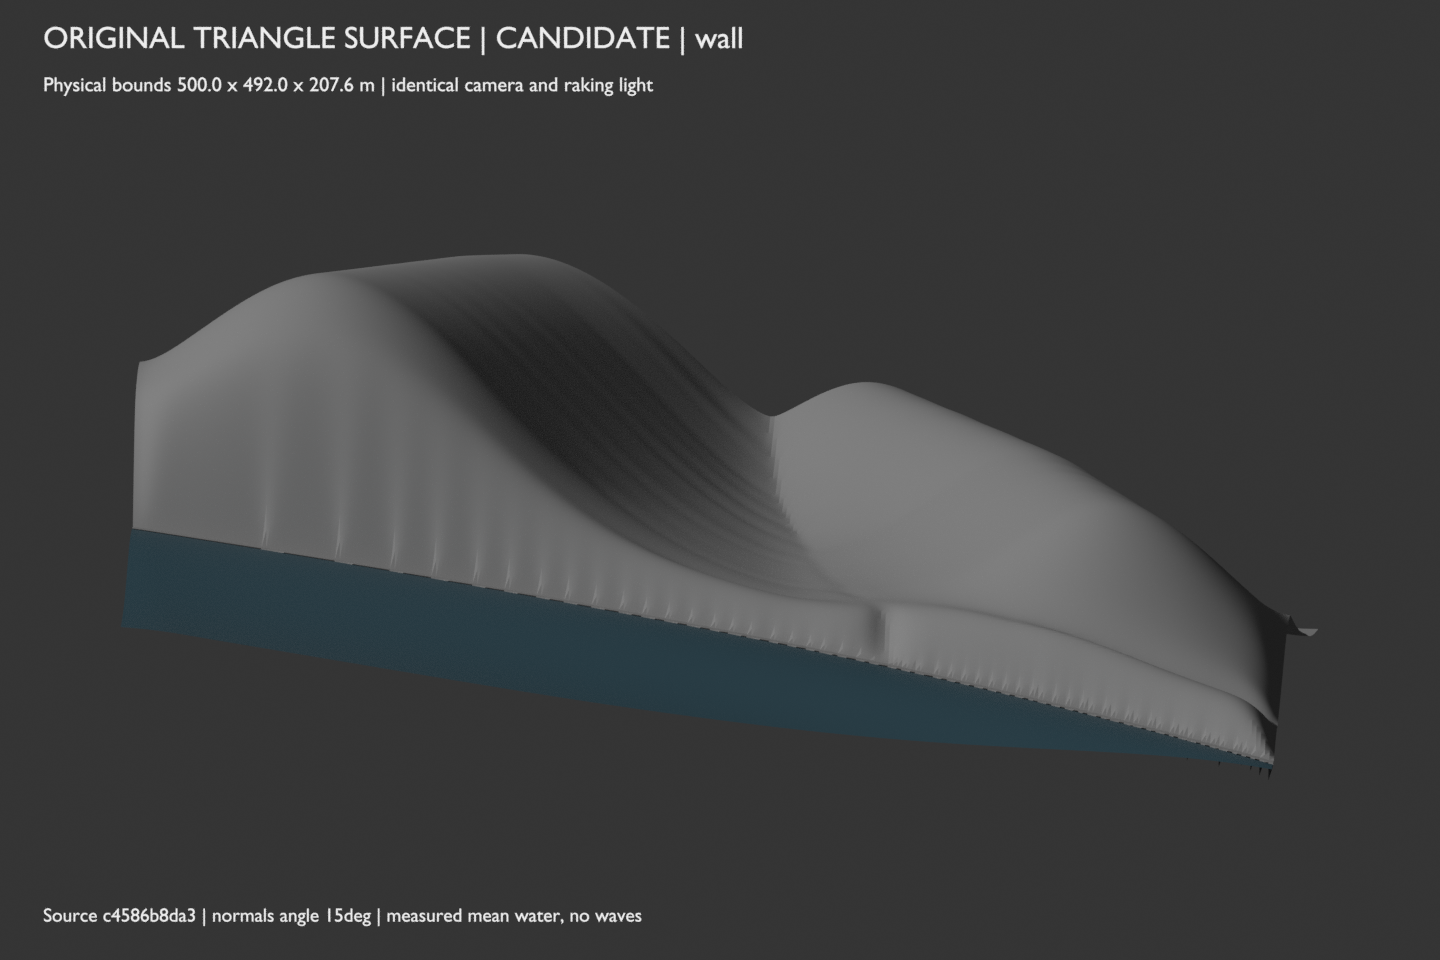 ORIGINAL TRIANGLE SURFACE | CANDIDATE | wall
Physical bounds 500.0 x 492.0 x 207.6 m | identical camera and raking light
Source c4586b8da3 | normals angle 15deg | measured mean water, no waves